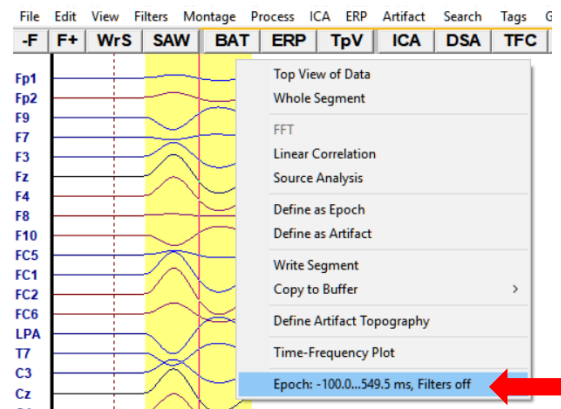 File Edit View Filters Montage Process ICA ERP Artifact Search Tags G
-F F+ WrS SAW BAT ERP TpV ICA DSA TFC
Fp1
Fp2
F9
F7
F3
Fz
F4
F8
F10
FC5
FC1
FC2
FC6
LPA
T7
C3
Cz
Top View of Data
Whole Segment
FFT
Linear Correlation
Source Analysis
Define as Epoch
Define as Artifact
Write Segment
Copy to Buffer >
Define Artifact Topography
Time-Frequency Plot
Epoch: -100.0...549.5 ms, Filters off